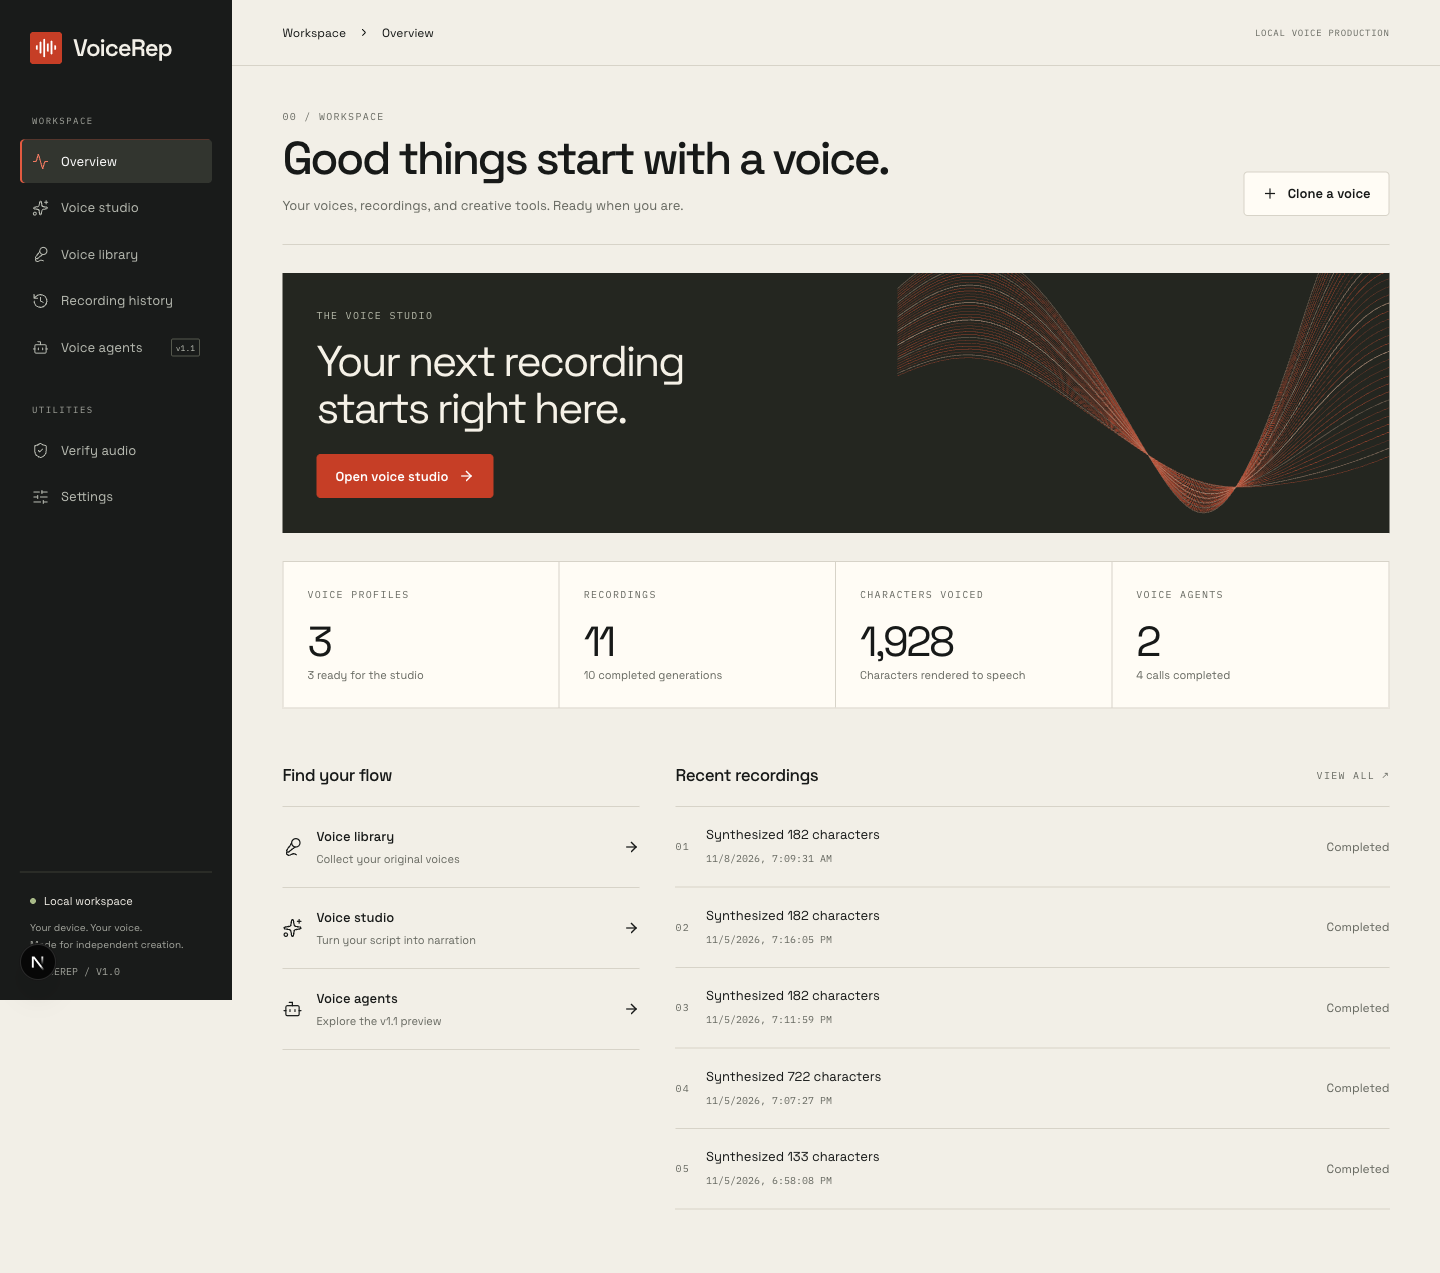 VoiceRep
WORKSPACE
Overview
Voice studio
Voice library
Recording history
Voice agents
v1.1
UTILITIES
Verify audio
Settings
Local workspace
Your device. Your voice.
for independent creation.
/ V1.0
Workspace
Overview
LOCAL VOICE PRODUCTION
00 / WORKSPACE
Good things start with a voice.
Your voices, recordings, and creative tools. Ready when you are.
Clone a voice
THE VOICE STUDIO
Your next recording
starts right here.
Open voice studio
VOICE PROFILES
3
3 ready for the studio
RECORDINGS
11
10 completed generations
CHARACTERS VOICED
1,928
Characters rendered to speech
VOICE AGENTS
2
4 calls completed
Find your flow
Voice library
Collect your original voices
Voice studio
Turn your script into narration
Voice agents
Explore the v1.1 preview
Recent recordings
VIEW ALL ↗
01
Synthesized 182 characters
11/8/2026, 7:09:31 AM
Completed
02
Synthesized 182 characters
11/5/2026, 7:16:05 PM
Completed
03
Synthesized 182 characters
11/5/2026, 7:11:59 PM
Completed
04
Synthesized 722 characters
11/5/2026, 7:07:27 PM
Completed
05
Synthesized 133 characters
11/5/2026, 6:58:08 PM
Completed